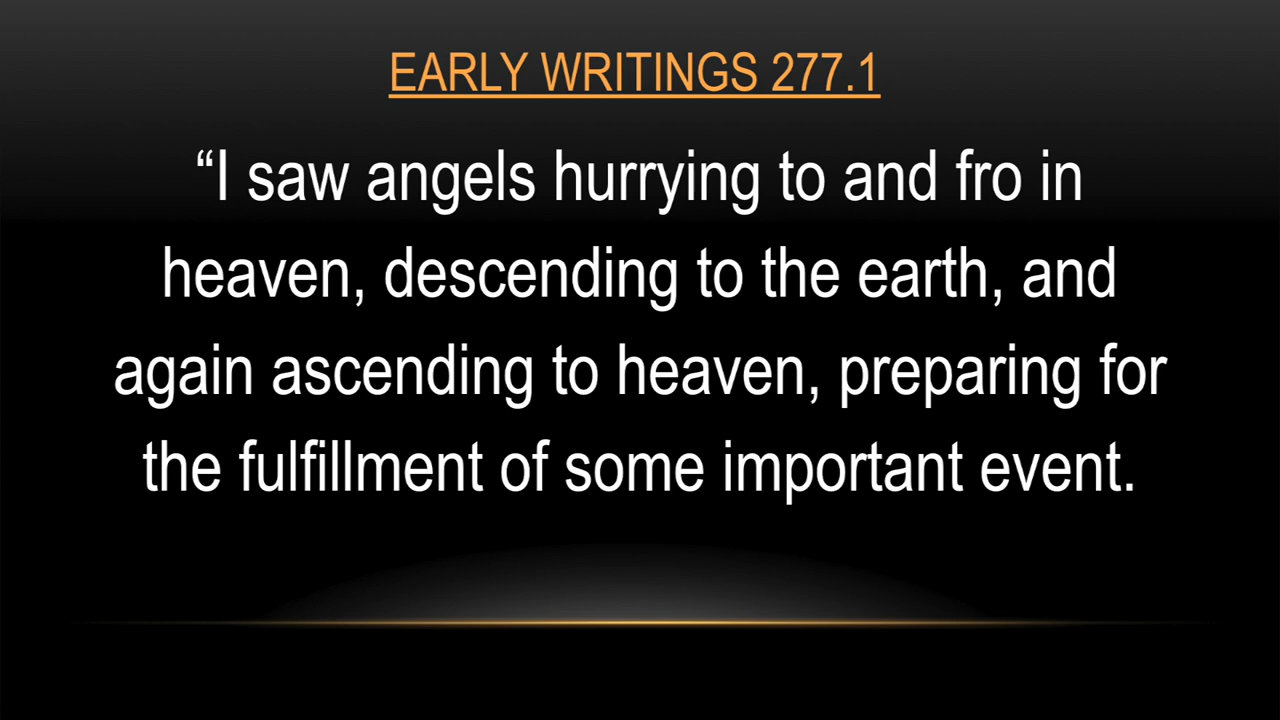 EARLY WRITINGS 277.1
“I saw angels hurrying to and fro in
heaven, descending to the earth, and
again ascending to heaven, preparing for
the fulfillment of some important event.